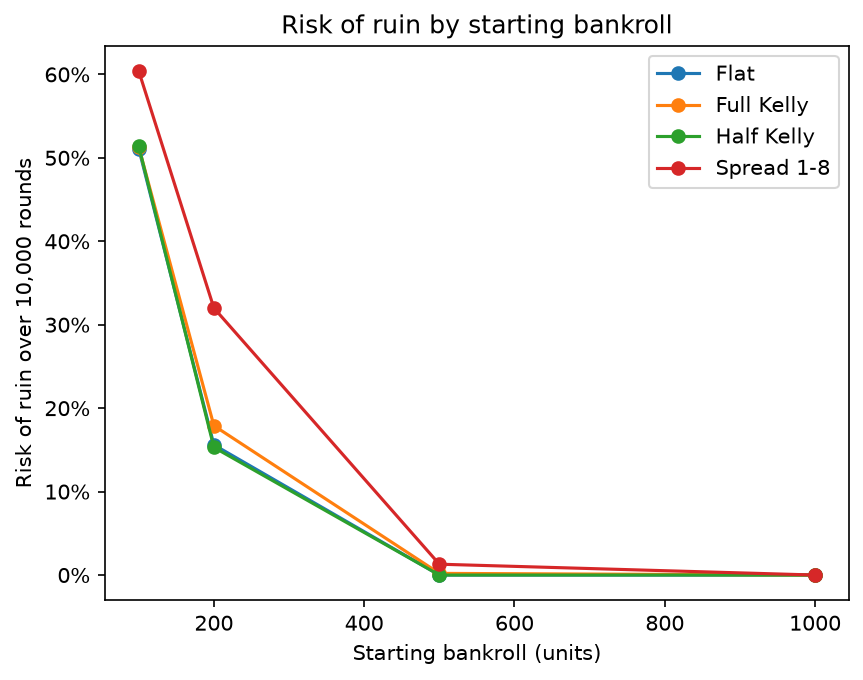 Risk of ruin by starting bankroll
Flat
Full Kelly
Half Kelly
Spread 1-8
Risk of ruin over 10,000 rounds
60%
50%
40%
30%
20%
10%
0%
200
400
600
800
1000
Starting bankroll (units)